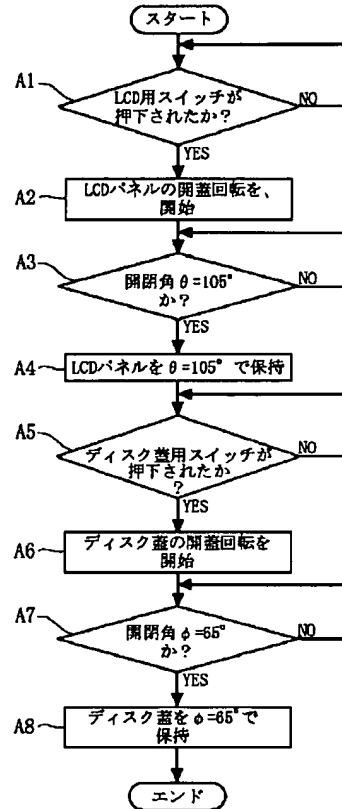 スタート
A1
LCD用スイッチが
押下されたか?
NO
YES
A2
LCDパネルの開蓋回転を、
開始
A3
開閉角θ=105°
か?
NO
YES
A4
LCDパネルをθ=105°で保持
A5
ディスク蓋用スイッチが
押下されたか
?
NO
YES
A6
ディスク蓋の開蓋回転を
開始
A7
開閉角φ=65°
か?
NO
YES
A8
ディスク蓋をφ=65°で
保持
エンド